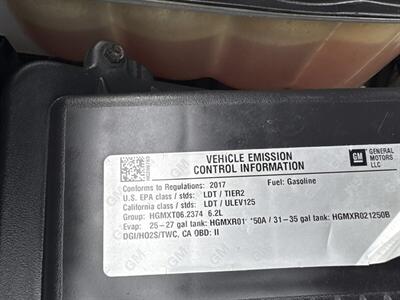 VEHICLE EMISSION
CONTROL INFORMATION
GM
GENERAL
MOTORS
LLC
Conforms to Regulations: 2017 Fuel: Gasoline
U.S. EPA class / stds: LDT / TIER2
California class / stds: LDT / ULEV125
Group: HGMXT06.2374 6.2L
Evap: 25-27 gal tank: / 31-35 gal tank: HGMXR021250B
DGI/HO2S/TWC, CA OBD: II